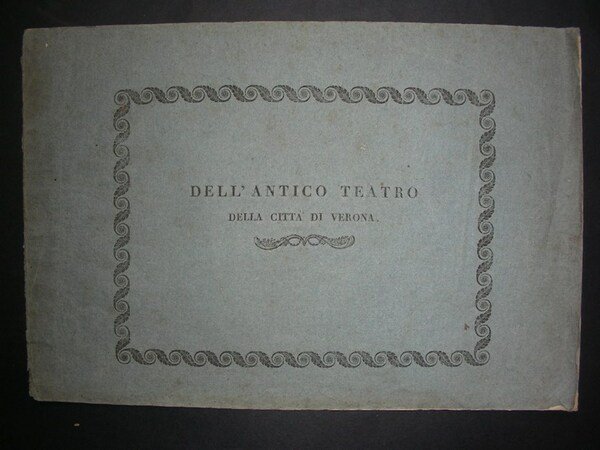 DELL' ANTICO TEATRO
DELLA CITTA' DI VERONA.